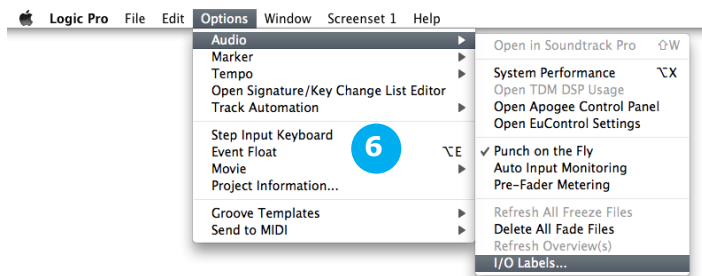 Logic Pro File Edit Options Window Screenset 1 Help
Audio
Marker
Tempo
Open Signature/Key Change List Editor
Track Automation
Step Input Keyboard
Event Float ⌥E
Movie
Project Information...
Groove Templates
Send to MIDI
6
Open in Soundtrack Pro ⇧W
System Performance ⌥X
Open TDM DSP Usage
Open Apogee Control Panel
Open EuControl Settings
✓ Punch on the Fly
Auto Input Monitoring
Pre-Fader Metering
Refresh All Freeze Files
Delete All Fade Files
Refresh Overview(s)
I/O Labels...